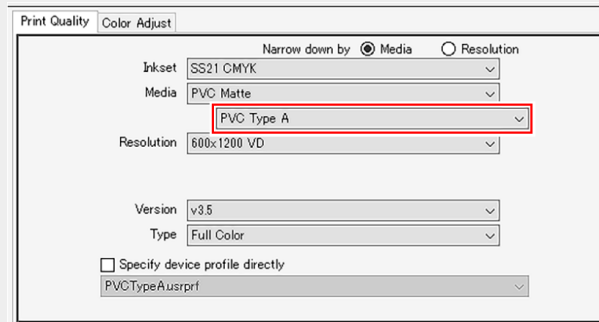 Print Quality Color Adjust
Narrow down by Media Resolution
Inkset SS21 CMYK
Media PVC Matte
PVC Type A
Resolution 600x1200 VD
Version v3.5
Type Full Color
Specify device profile directly
PVCTypeA.usrprf